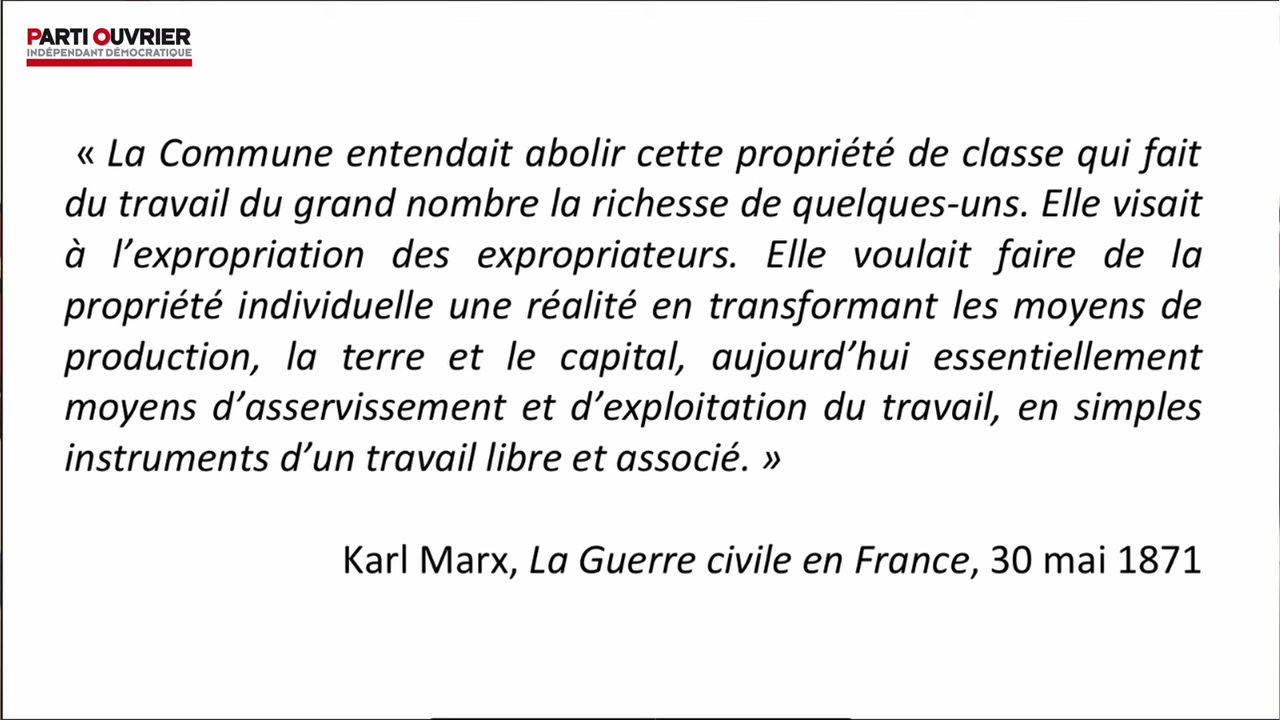 PARTI OUVRIER
INDÉPENDANT DÉMOCRATIQUE
« La Commune entendait abolir cette propriété de classe qui fait
du travail du grand nombre la richesse de quelques-uns. Elle visait
à l’expropriation des expropriateurs. Elle voulait faire de la
propriété individuelle une réalité en transformant les moyens de
production, la terre et le capital, aujourd’hui essentiellement
moyens d’asservissement et d’exploitation du travail, en simples
instruments d’un travail libre et associé. »
Karl Marx, La Guerre civile en France, 30 mai 1871